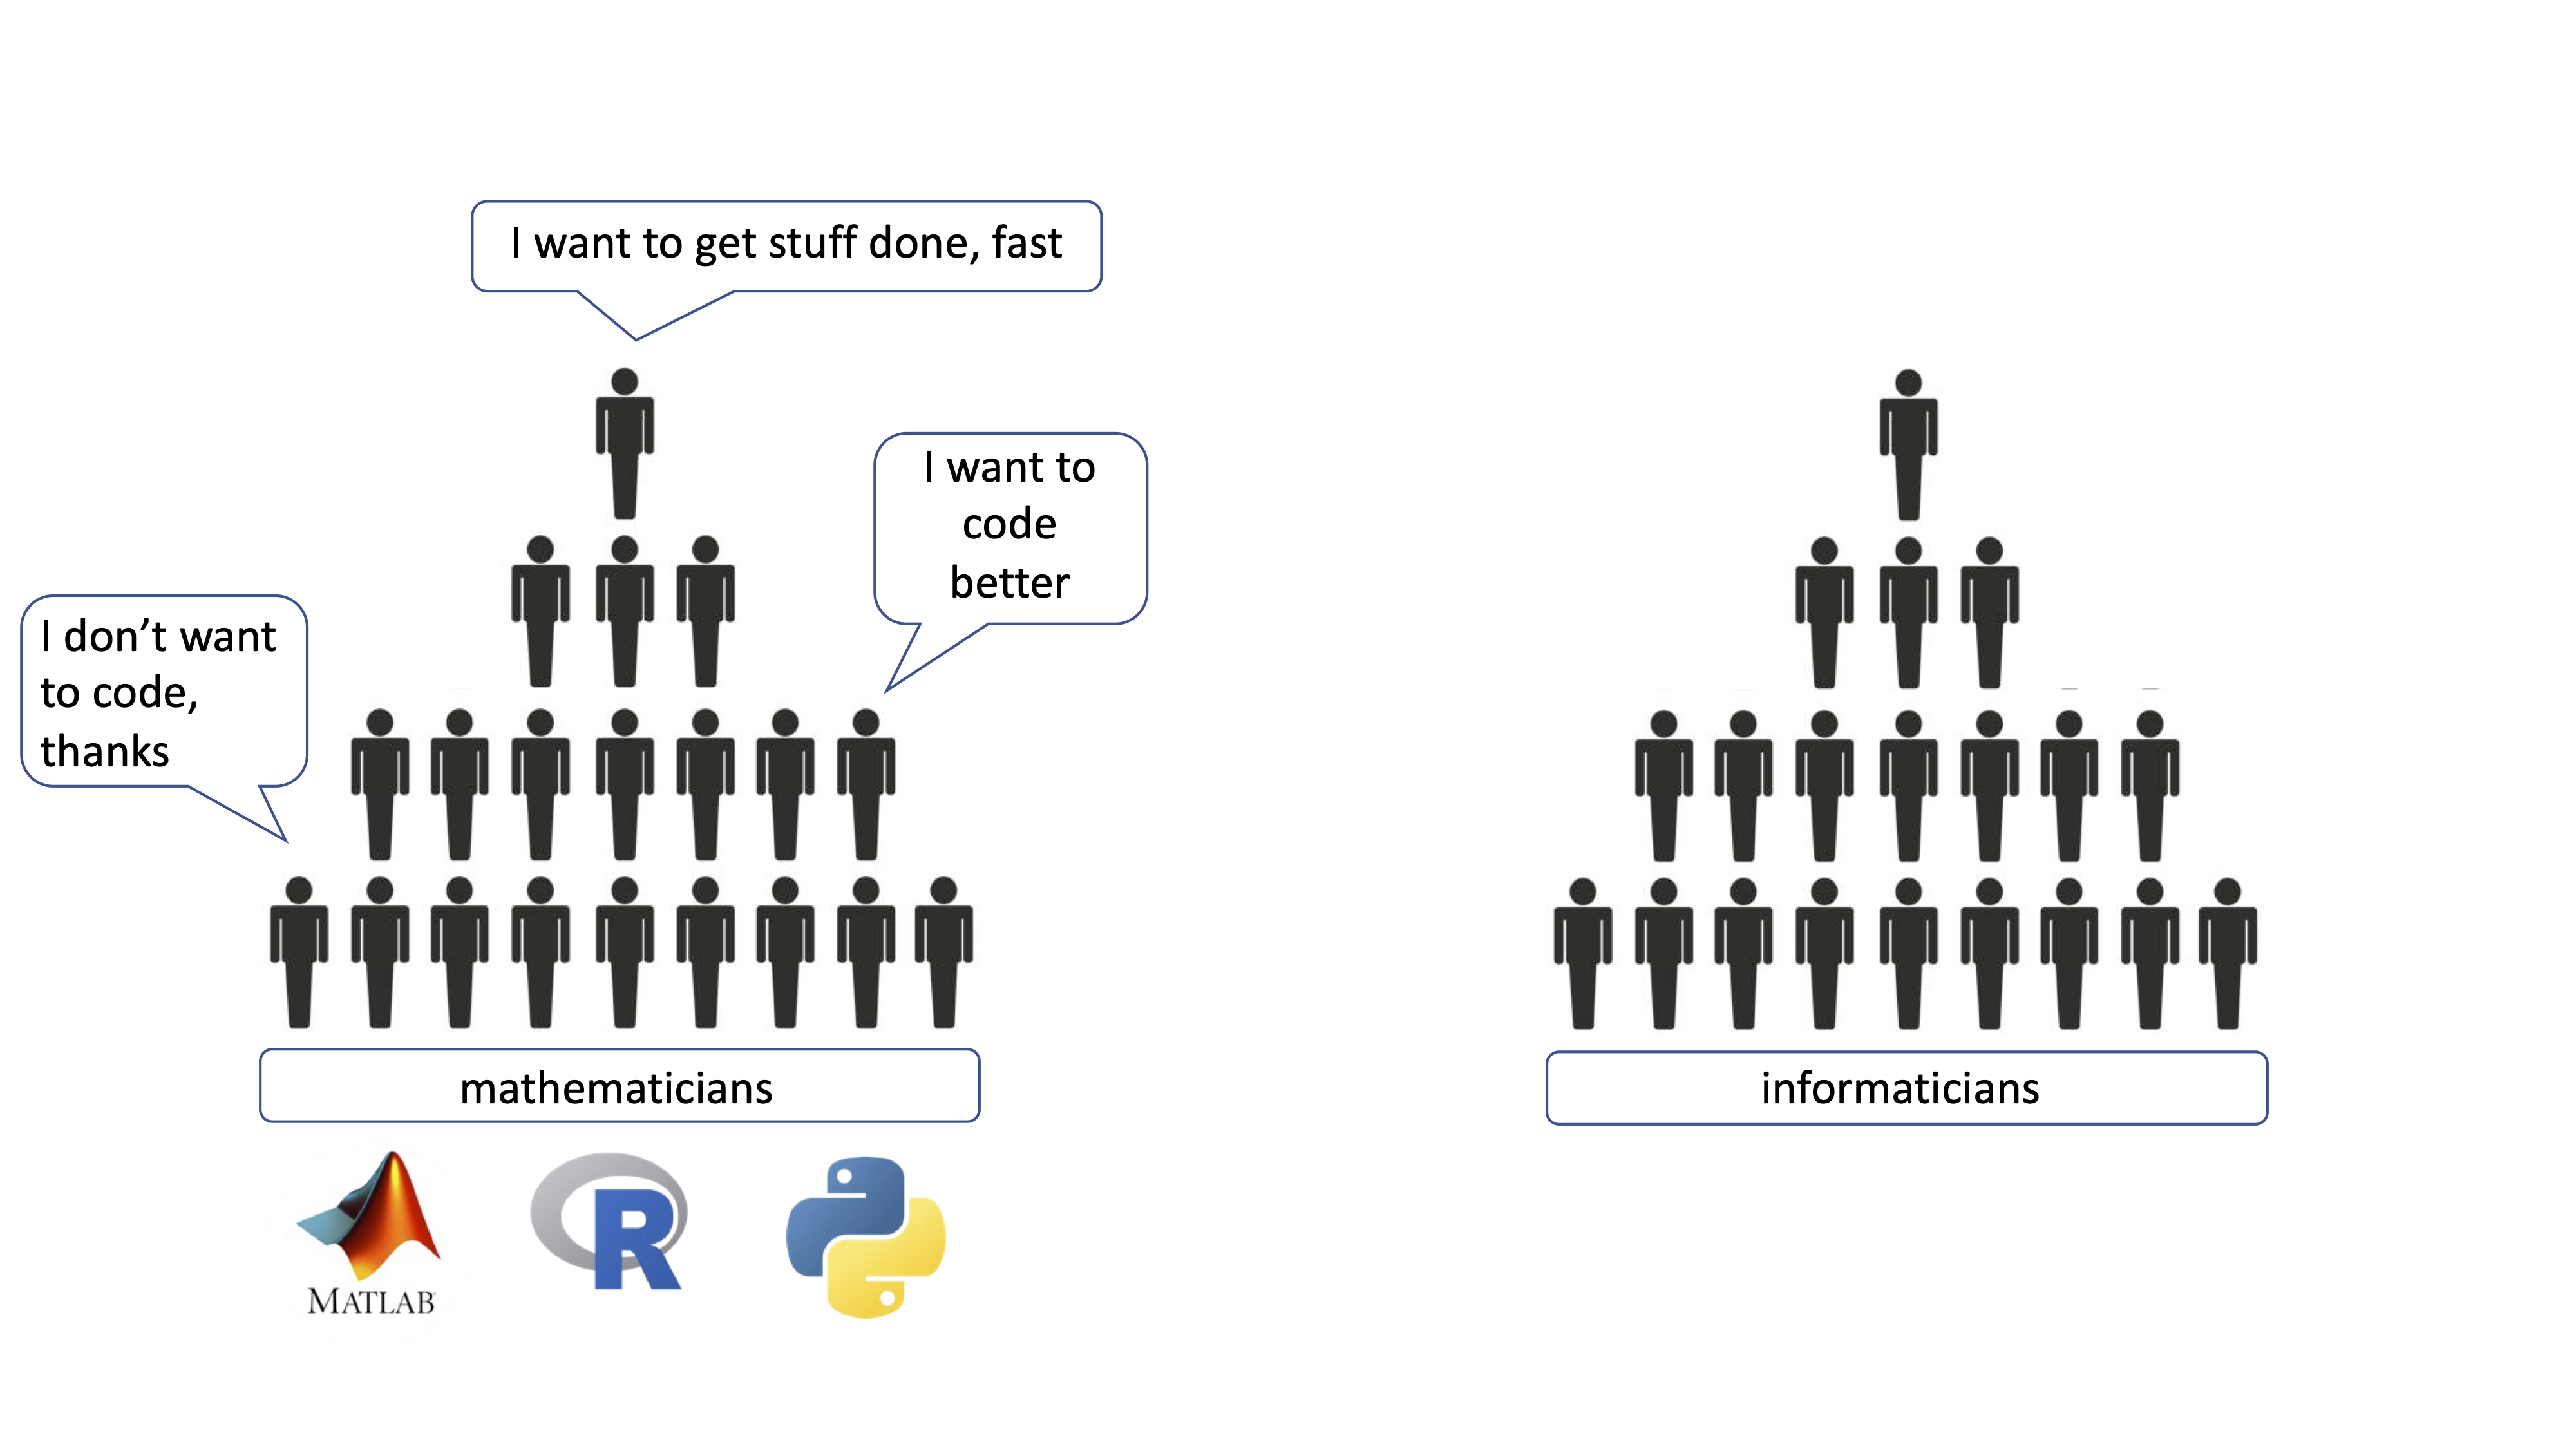 I want to get stuff done, fast
I want to
code
better
I don’t want
to code,
thanks
mathematicians
informaticians
MATLAB
R